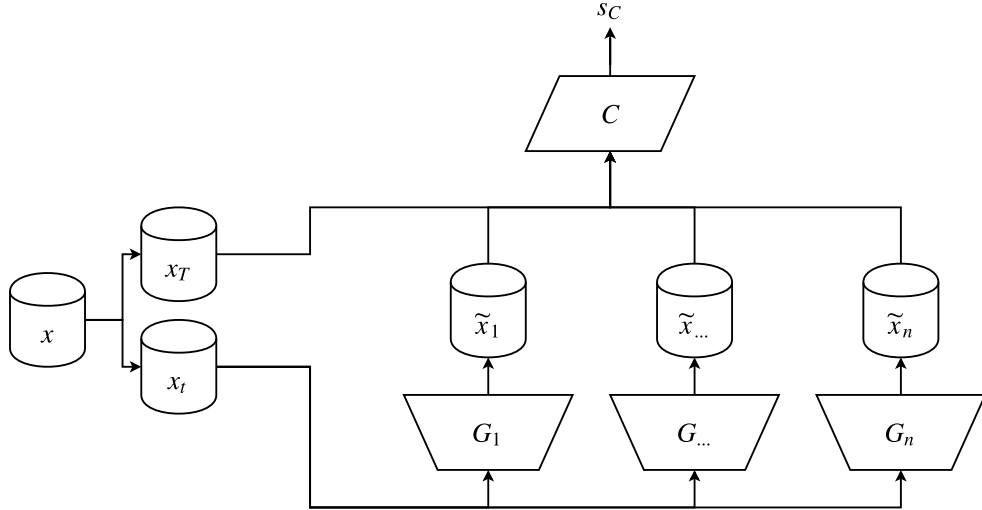 s_C
C
x_T
x
x_t
x̃_1
x̃_...
x̃_n
G_1
G_...
G_n